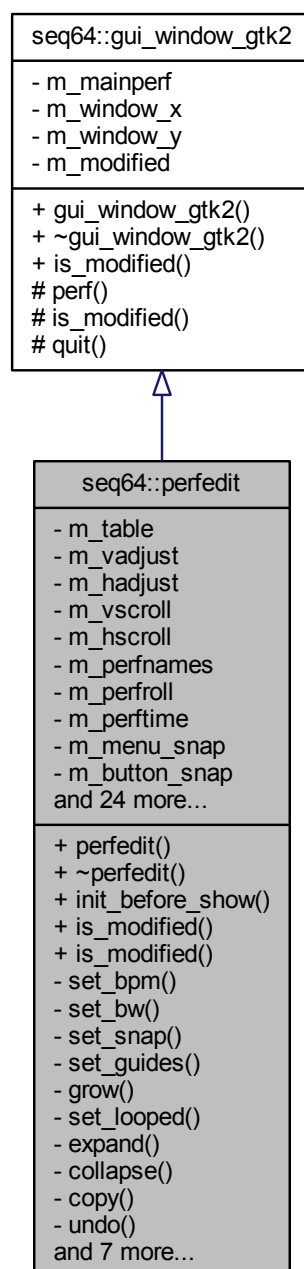 seq64::gui_window_gtk2
- m_mainperf
- m_window_x
- m_window_y
- m_modified
+ gui_window_gtk2()
+ ~gui_window_gtk2()
+ is_modified()
# perf()
# is_modified()
# quit()
seq64::perfedit
- m_table
- m_vadjust
- m_hadjust
- m_vscroll
- m_hscroll
- m_perfnames
- m_perfroll
- m_perftime
- m_menu_snap
- m_button_snap
and 24 more...
+ perfedit()
+ ~perfedit()
+ init_before_show()
+ is_modified()
+ is_modified()
- set_bpm()
- set_bw()
- set_snap()
- set_guides()
- grow()
- set_looped()
- expand()
- collapse()
- copy()
- undo()
and 7 more...